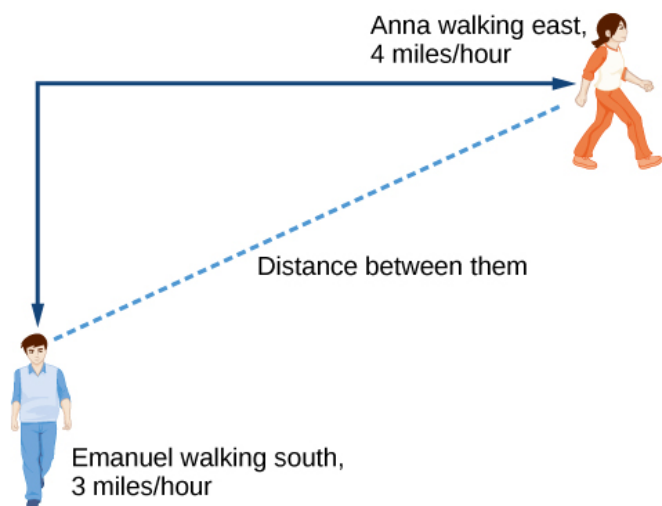 Anna walking east,
4 miles/hour
Distance between them
Emanuel walking south,
3 miles/hour